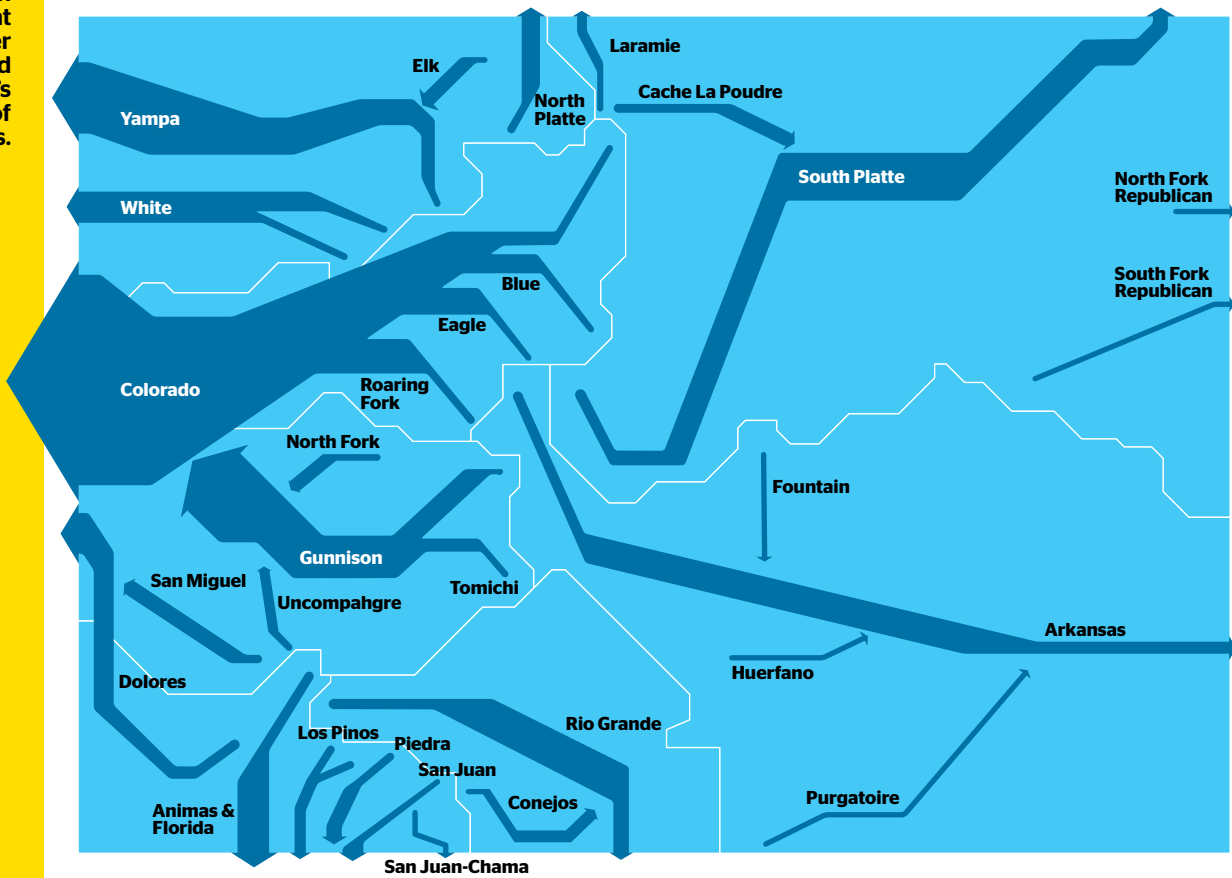 s.
Laramie
Elk
Cache La Poudre
North
Platte
Yampa
South Platte
North Fork
Republican
White
South Fork
Republican
Blue
Eagle
Colorado
Roaring
Fork
North Fork
Fountain
Gunnison
San Miguel
Tomichi
Uncompahgre
Arkansas
Huerfano
Dolores
Rio Grande
Los Pinos
Piedra
San Juan
Animas &
Florida
Conejos
Purgatoire
San Juan-Chama